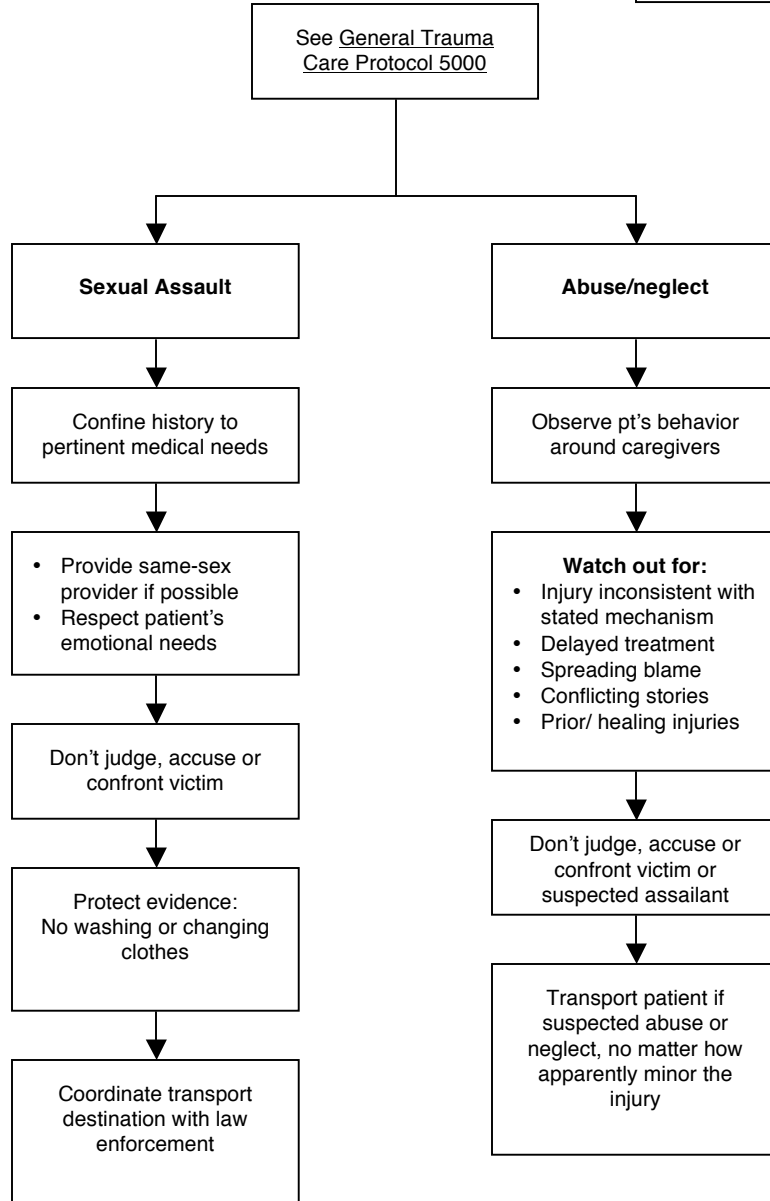 See General Trauma
Care Protocol 5000
Sexual Assault
Confine history to
pertinent medical needs
• Provide same-sex
provider if possible
• Respect patient’s
emotional needs
Don’t judge, accuse or
confront victim
Protect evidence:
No washing or changing
clothes
Coordinate transport
destination with law
enforcement
Abuse/neglect
Observe pt’s behavior
around caregivers
Watch out for:
• Injury inconsistent with
stated mechanism
• Delayed treatment
• Spreading blame
• Conflicting stories
• Prior/ healing injuries
Don’t judge, accuse or
confront victim or
suspected assailant
Transport patient if
suspected abuse or
neglect, no matter how
apparently minor the
injury